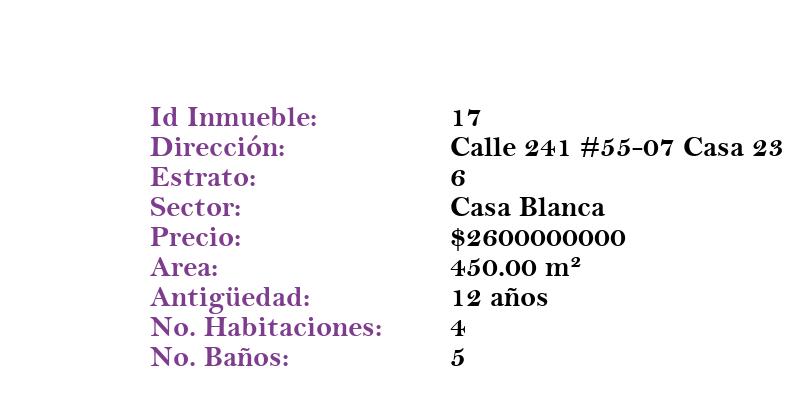 Id Inmueble: 17
Dirección: Calle 241 #55-07 Casa 23
Estrato: 6
Sector: Casa Blanca
Precio: $2600000000
Area: 450.00 m²
Antigüedad: 12 años
No. Habitaciones: 4
No. Baños: 5